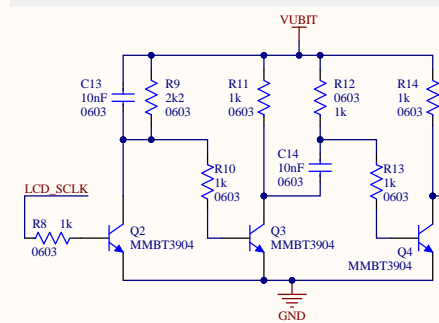 VUBIT
C13
10nF
0603
R9
2k2
0603
R11
1k
0603
R12
0603
1k
R14
1k
0603
R10
1k
0603
C14
10nF
0603
R13
1k
0603
LCD_SCLK
R8 1k
0603
Q2
MMBT3904
Q3
MMBT3904
Q4
MMBT3904
GND